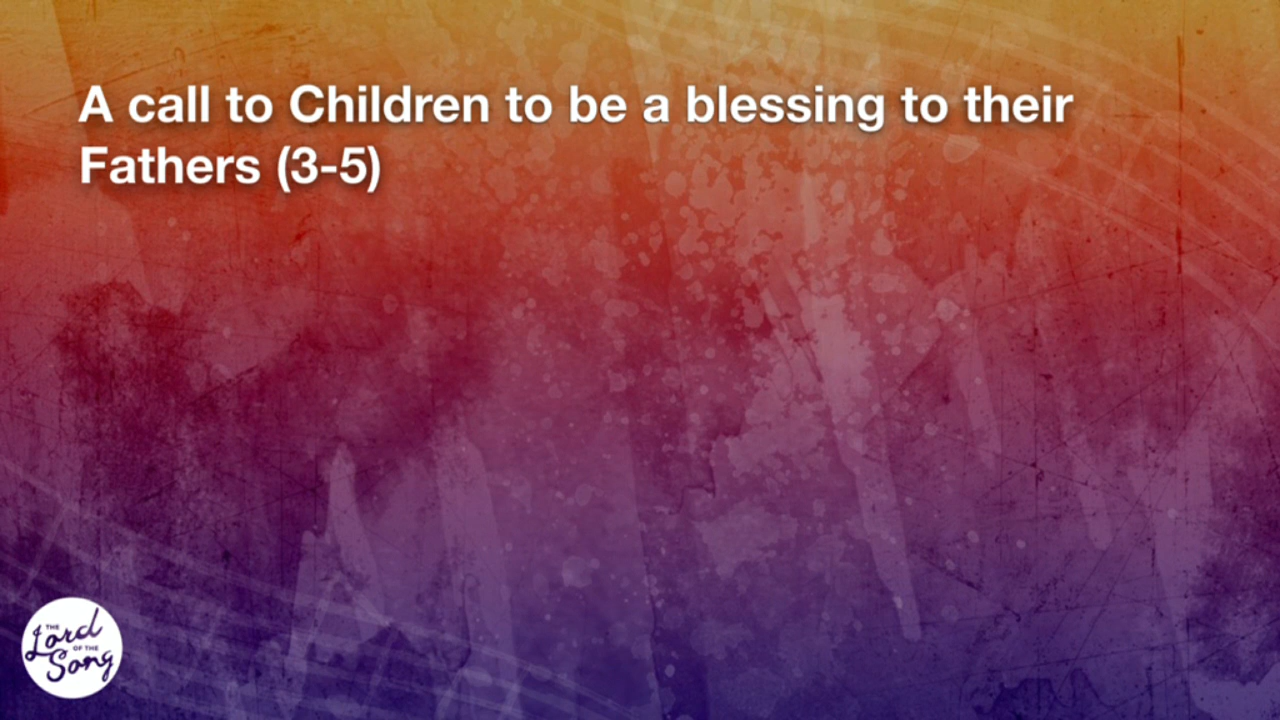 A call to Children to be a blessing to their
Fathers (3-5)
THE
Lord
OF THE
Song